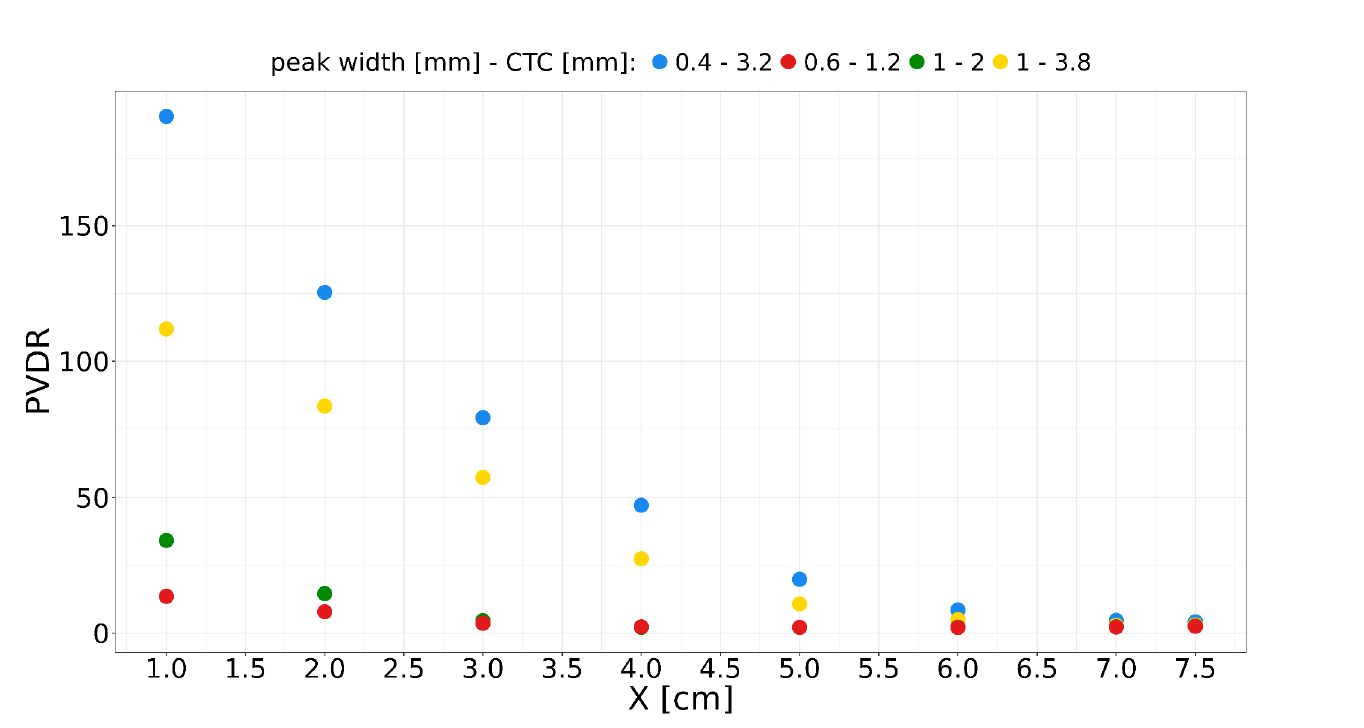 peak width [mm] - CTC [mm]: 0.4 - 3.2 0.6 - 1.2 1 - 2 1 - 3.8
150
100
50
0
PVDR
1.0 1.5 2.0 2.5 3.0 3.5 4.0 4.5 5.0 5.5 6.0 6.5 7.0 7.5
X [cm]